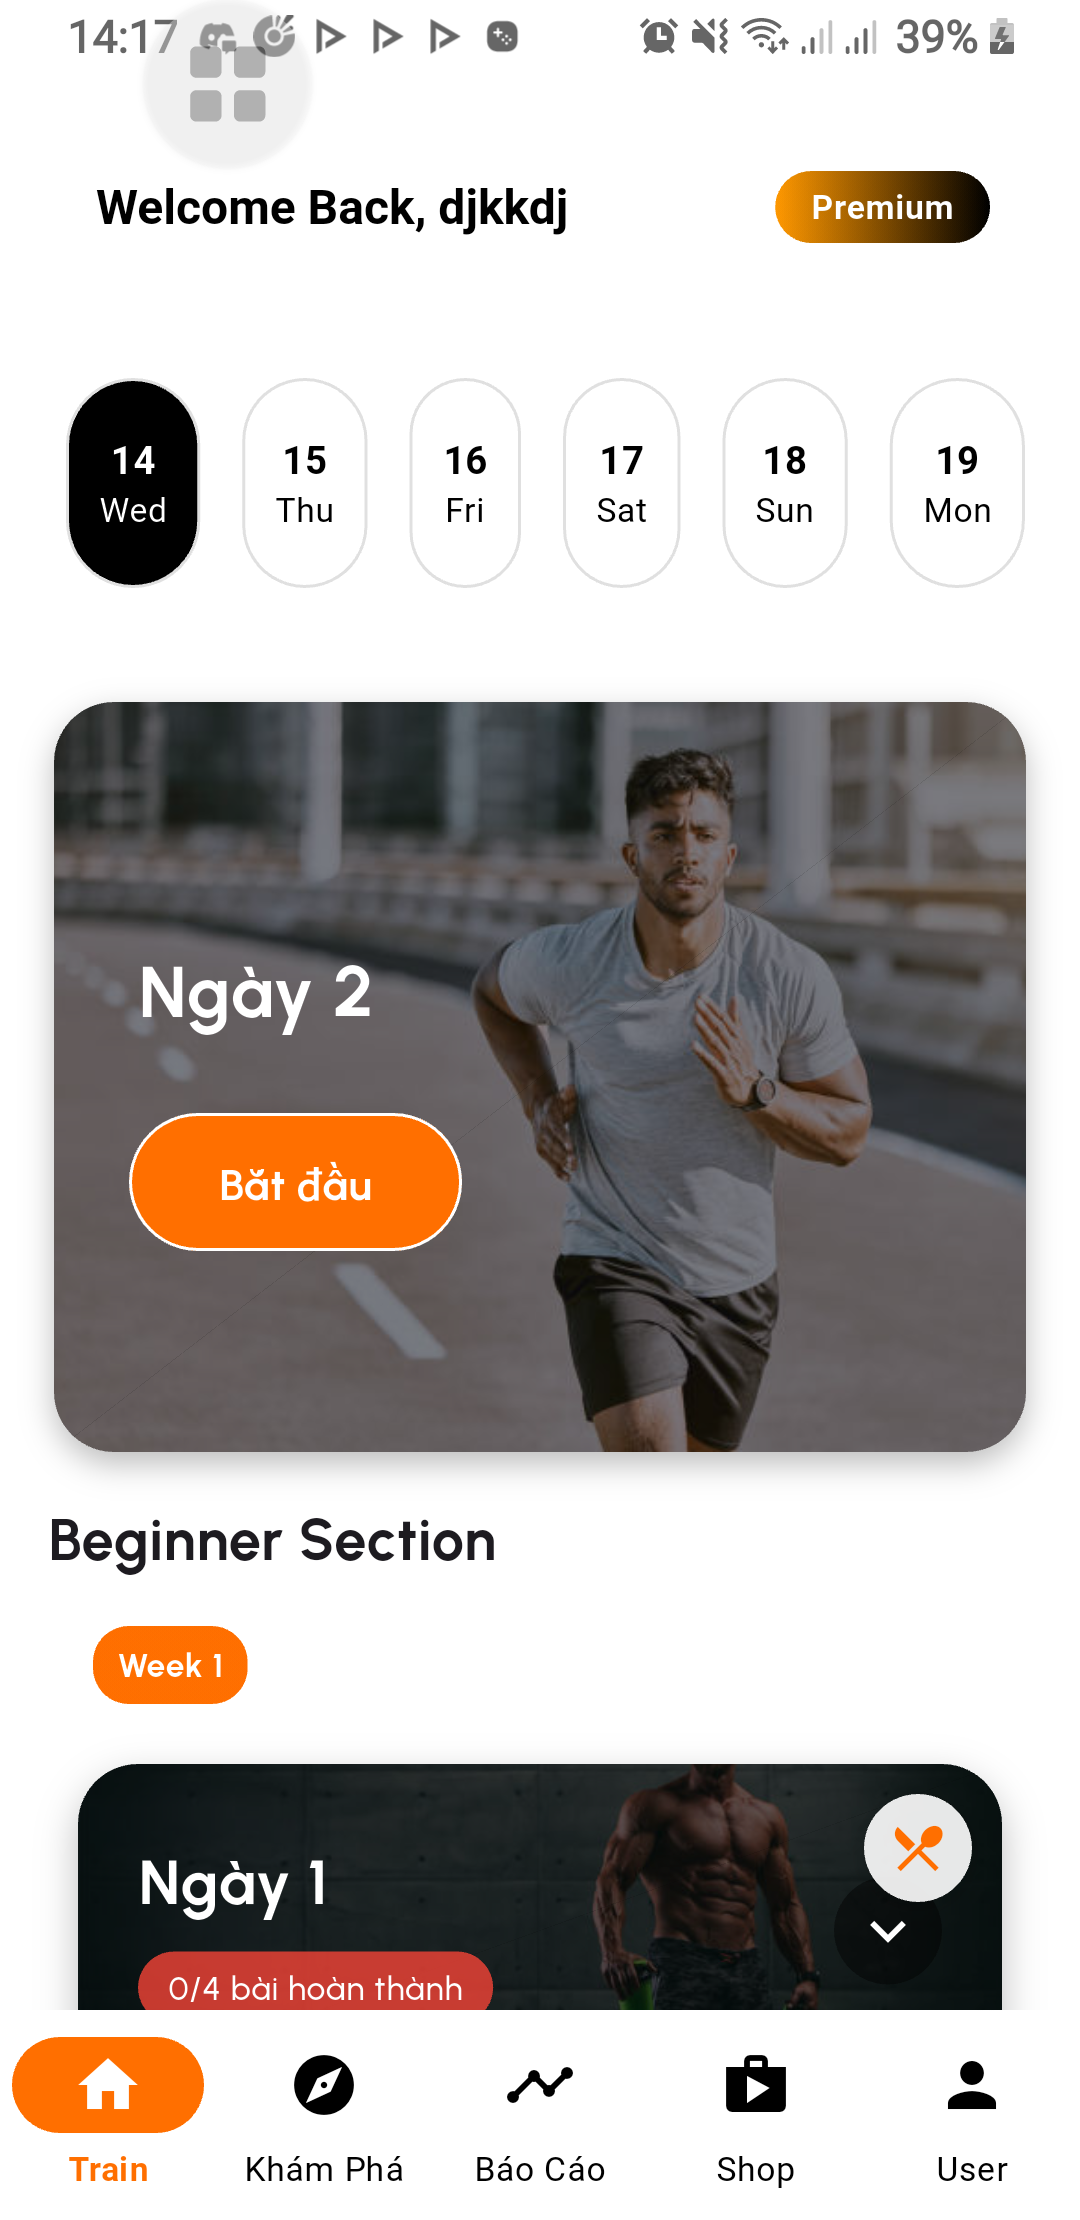 14:17
39%
Welcome Back, djkkdj
Premium
14
Wed
15
Thu
16
Fri
17
Sat
18
Sun
19
Mon
Ngày 2
Bắt đầu
Beginner Section
Week 1
Ngày 1
0/4 bài hoàn thành
Train
Khám Phá
Báo Cáo
Shop
User